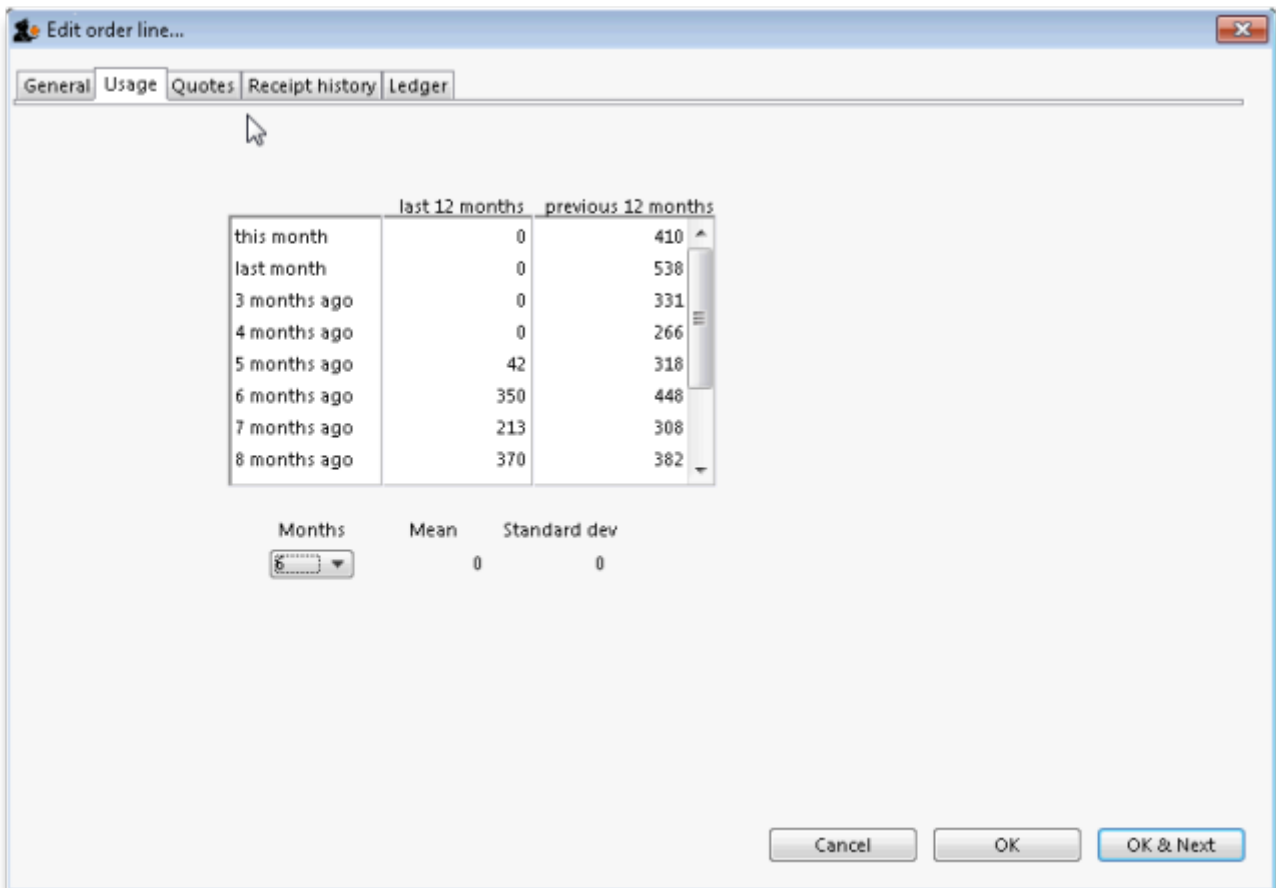 Edit order line...
General Usage Quotes Receipt history Ledger
last 12 months previous 12 months
this month 0 410
last month 0 538
3 months ago 0 331
4 months ago 0 266
5 months ago 42 318
6 months ago 350 448
7 months ago 213 308
8 months ago 370 382
Months Mean Standard dev
6 0 0
Cancel OK OK & Next